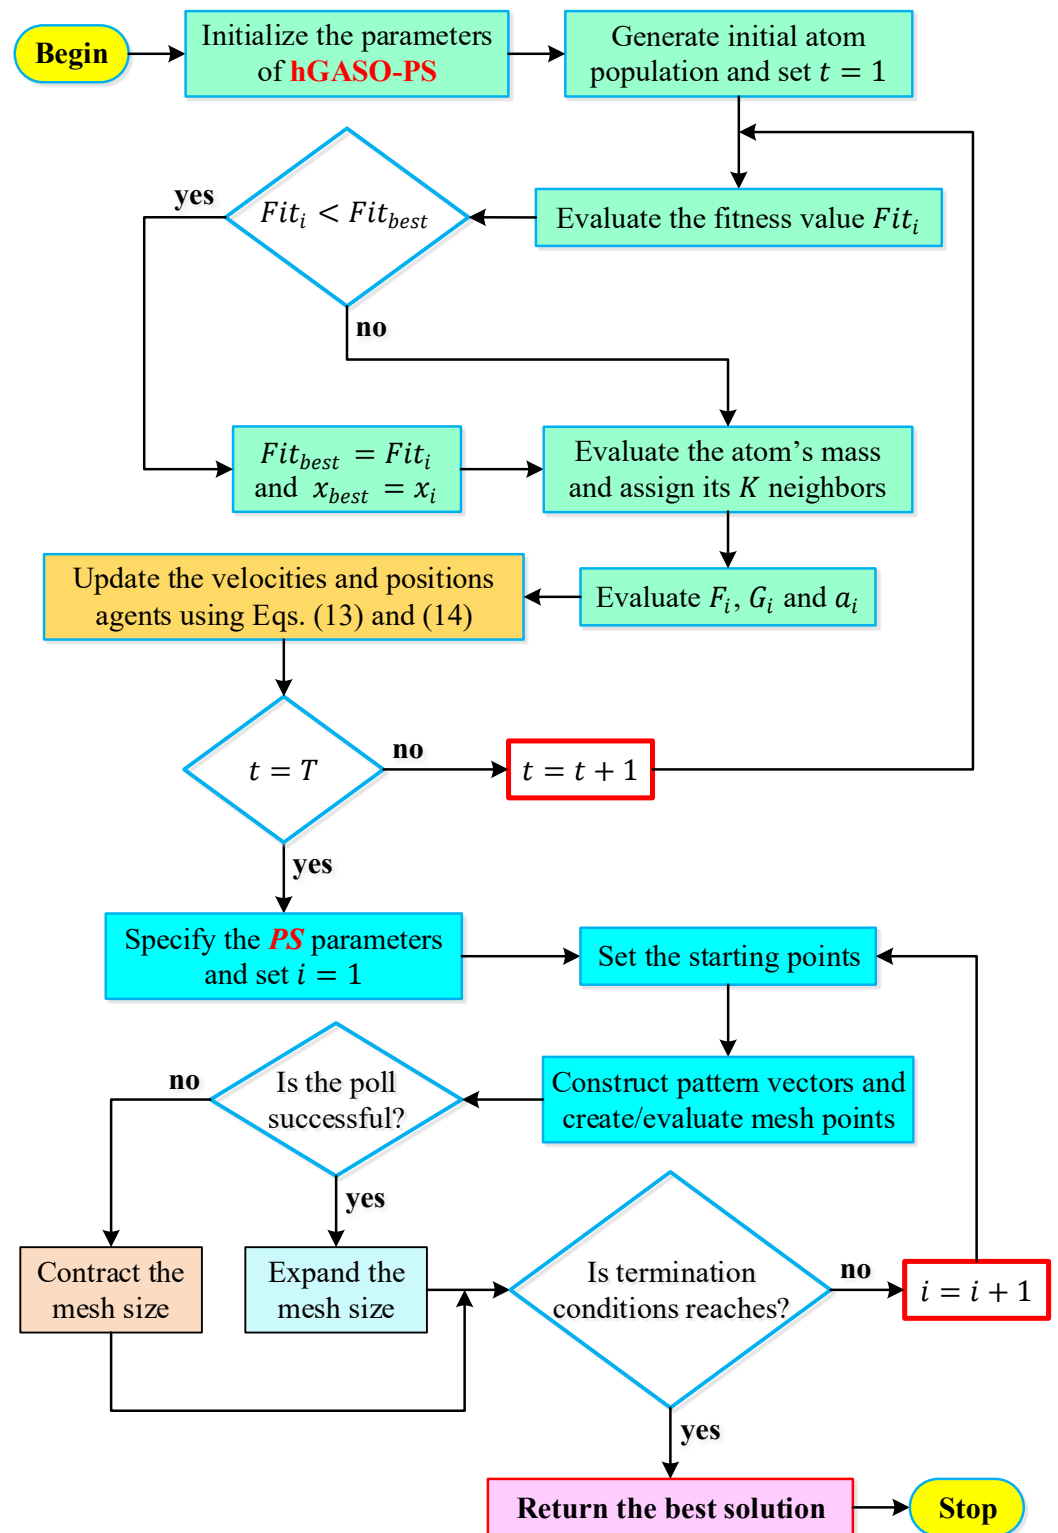 Begin
Initialize the parameters
of hGASO-PS
Generate initial atom
population and set t = 1
yes
Fit_i < Fit_best
Evaluate the fitness value Fit_i
no
Fit_best = Fit_i
and x_best = x_i
Evaluate the atom's mass
and assign its K neighbors
Update the velocities and positions
agents using Eqs. (13) and (14)
Evaluate F_i, G_i and a_i
t = T
no
t = t + 1
yes
Specify the PS parameters
and set i = 1
Set the starting points
no
Is the poll
successful?
Construct pattern vectors and
create/evaluate mesh points
yes
Contract the
mesh size
Expand the
mesh size
Is termination
conditions reaches?
no
i = i + 1
yes
Return the best solution
Stop